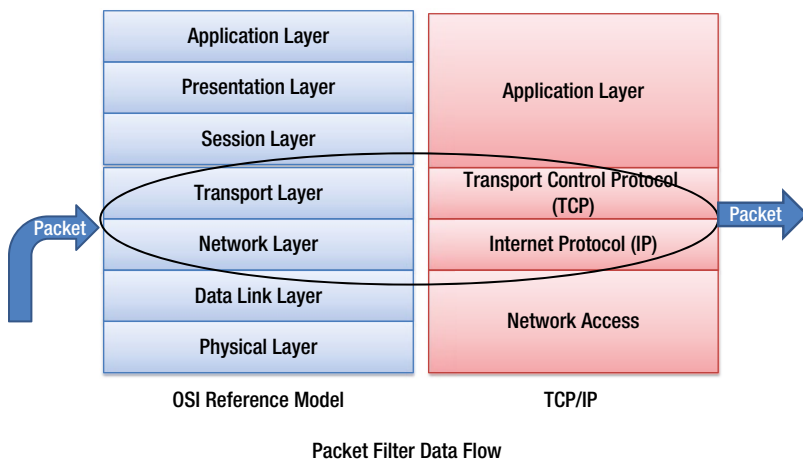 Application Layer
Presentation Layer
Session Layer
Transport Layer
Network Layer
Data Link Layer
Physical Layer
Application Layer
Transport Control Protocol
(TCP)
Internet Protocol (IP)
Network Access
Packet
Packet
OSI Reference Model
TCP/IP
Packet Filter Data Flow